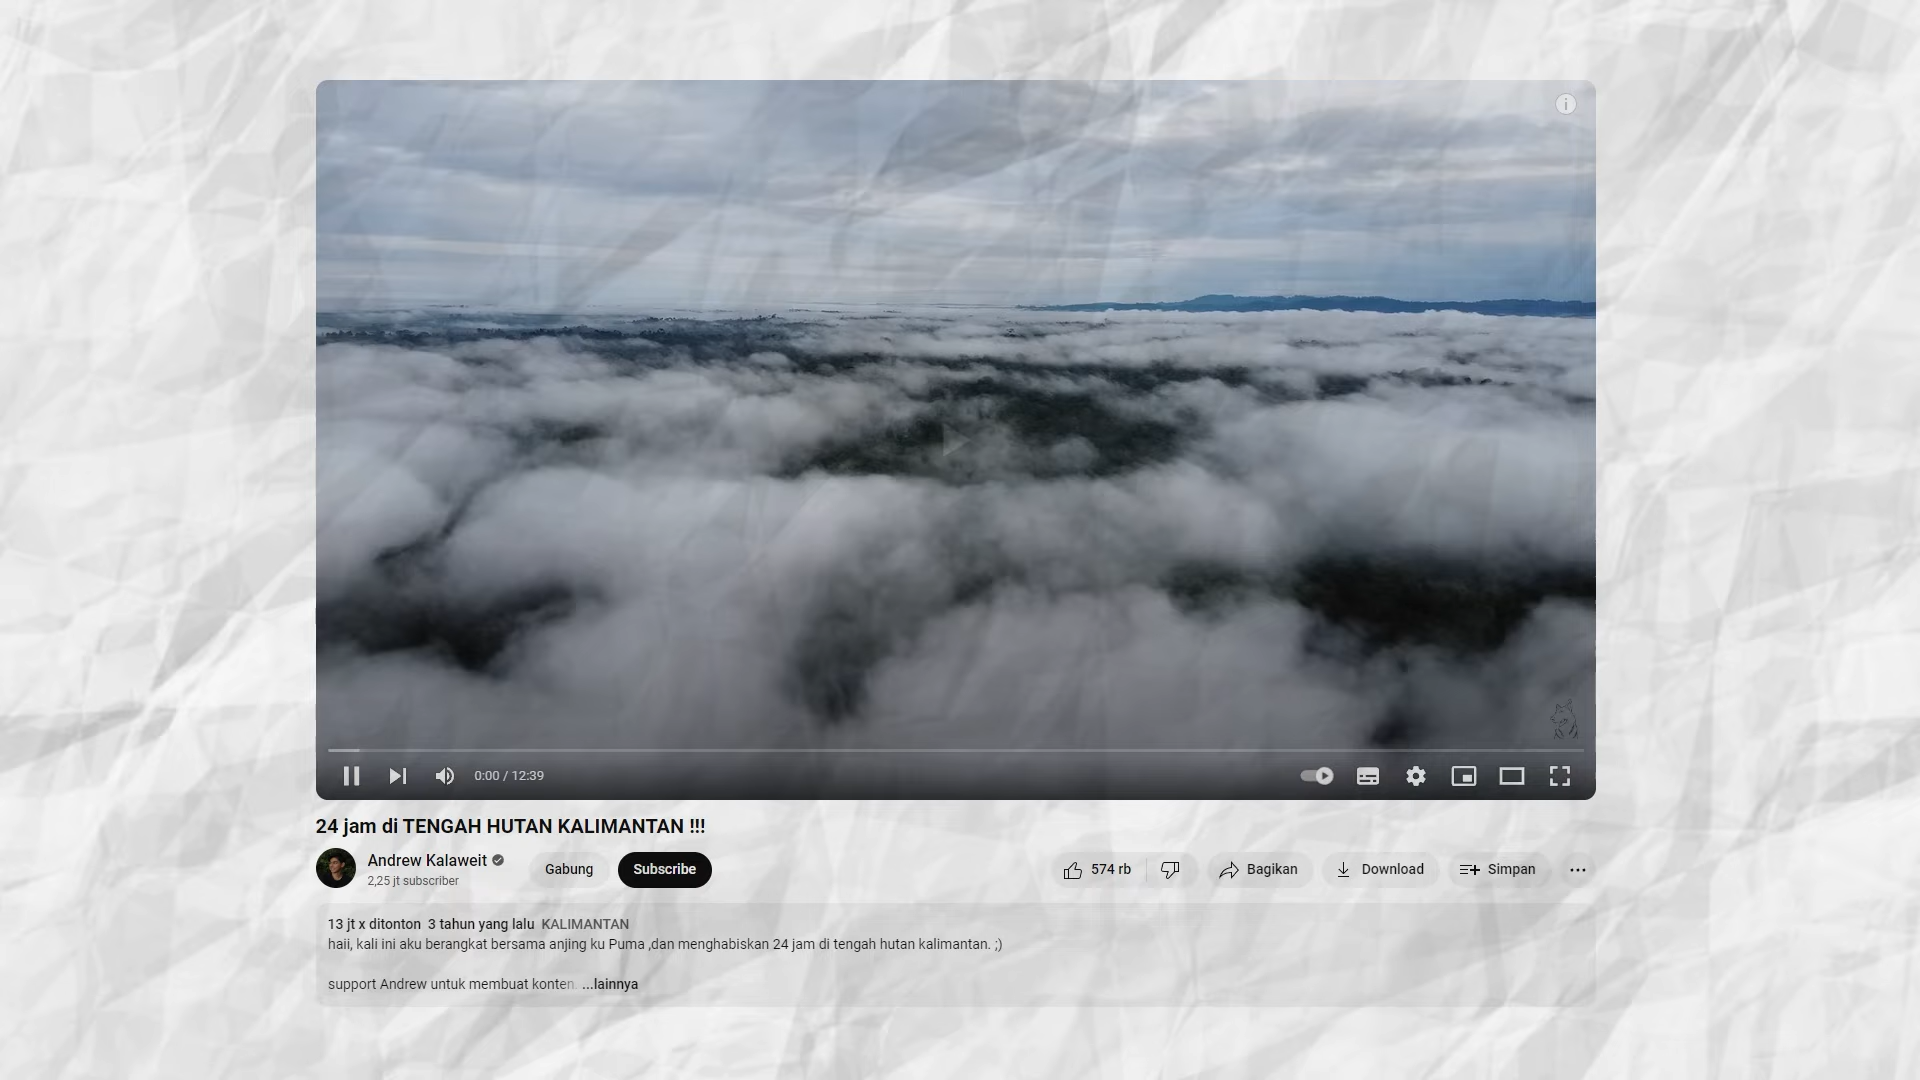 0:00 / 12:39
24 jam di TENGAH HUTAN KALIMANTAN !!!
Andrew Kalaweit
2,25 jt subscriber
Gabung
Subscribe
574 rb
Bagikan
Download
Simpan
13 jt x ditonton 3 tahun yang lalu KALIMANTAN
haii, kali ini aku berangkat bersama anjing ku Puma ,dan menghabiskan 24 jam di tengah hutan kalimantan. ;)
support Andrew untuk membuat konten ...lainnya